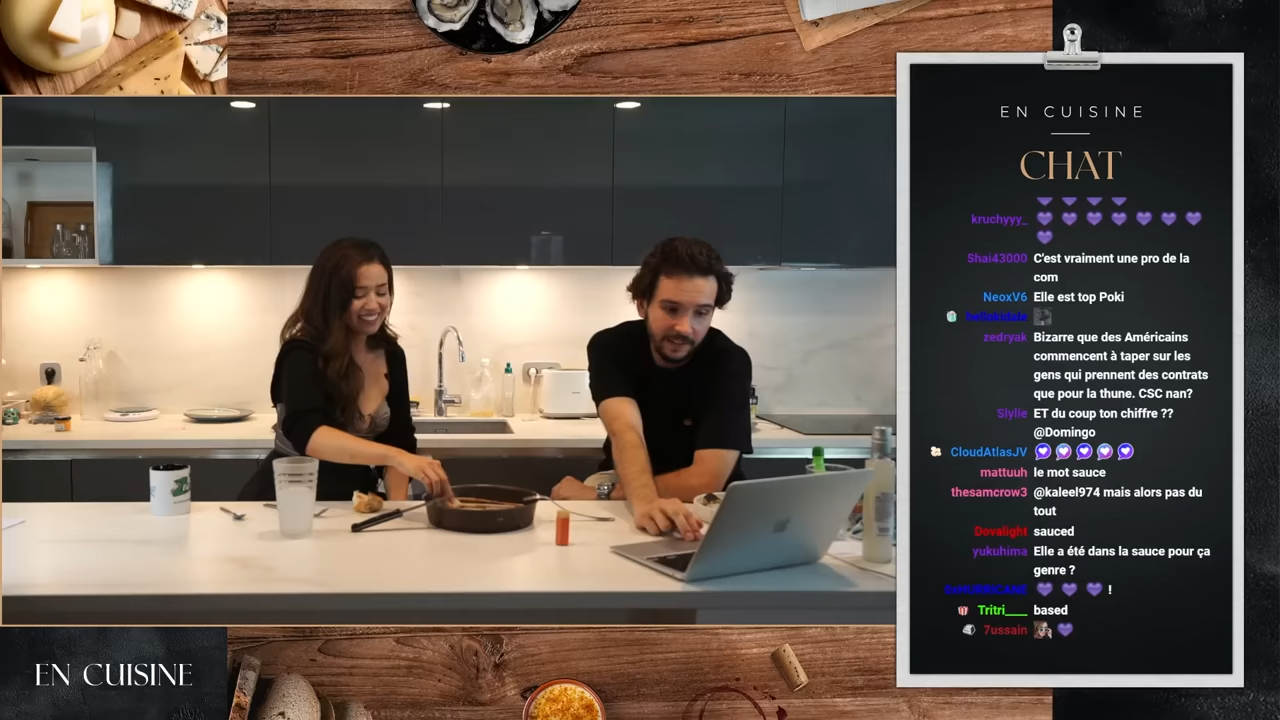 EN CUISINE
CHAT
kruchyyy_
Shai43000 C'est vraiment une pro de la
com
NeoxV6 Elle est top Poki
zedryak Bizarre que des Américains
commencent à taper sur les
gens qui prennent des contrats
que pour la thune. CSC nan?
Slylie ET du coup ton chiffre ??
@Domingo
CloudAtlasJV
mattuuh le mot sauce
thesamcrow3 @kaleel974 mais alors pas du
tout
Dovalight sauced
yukuhima Elle a été dans la sauce pour ça
genre ?
!
Tritri____ based
7ussain
EN CUISINE